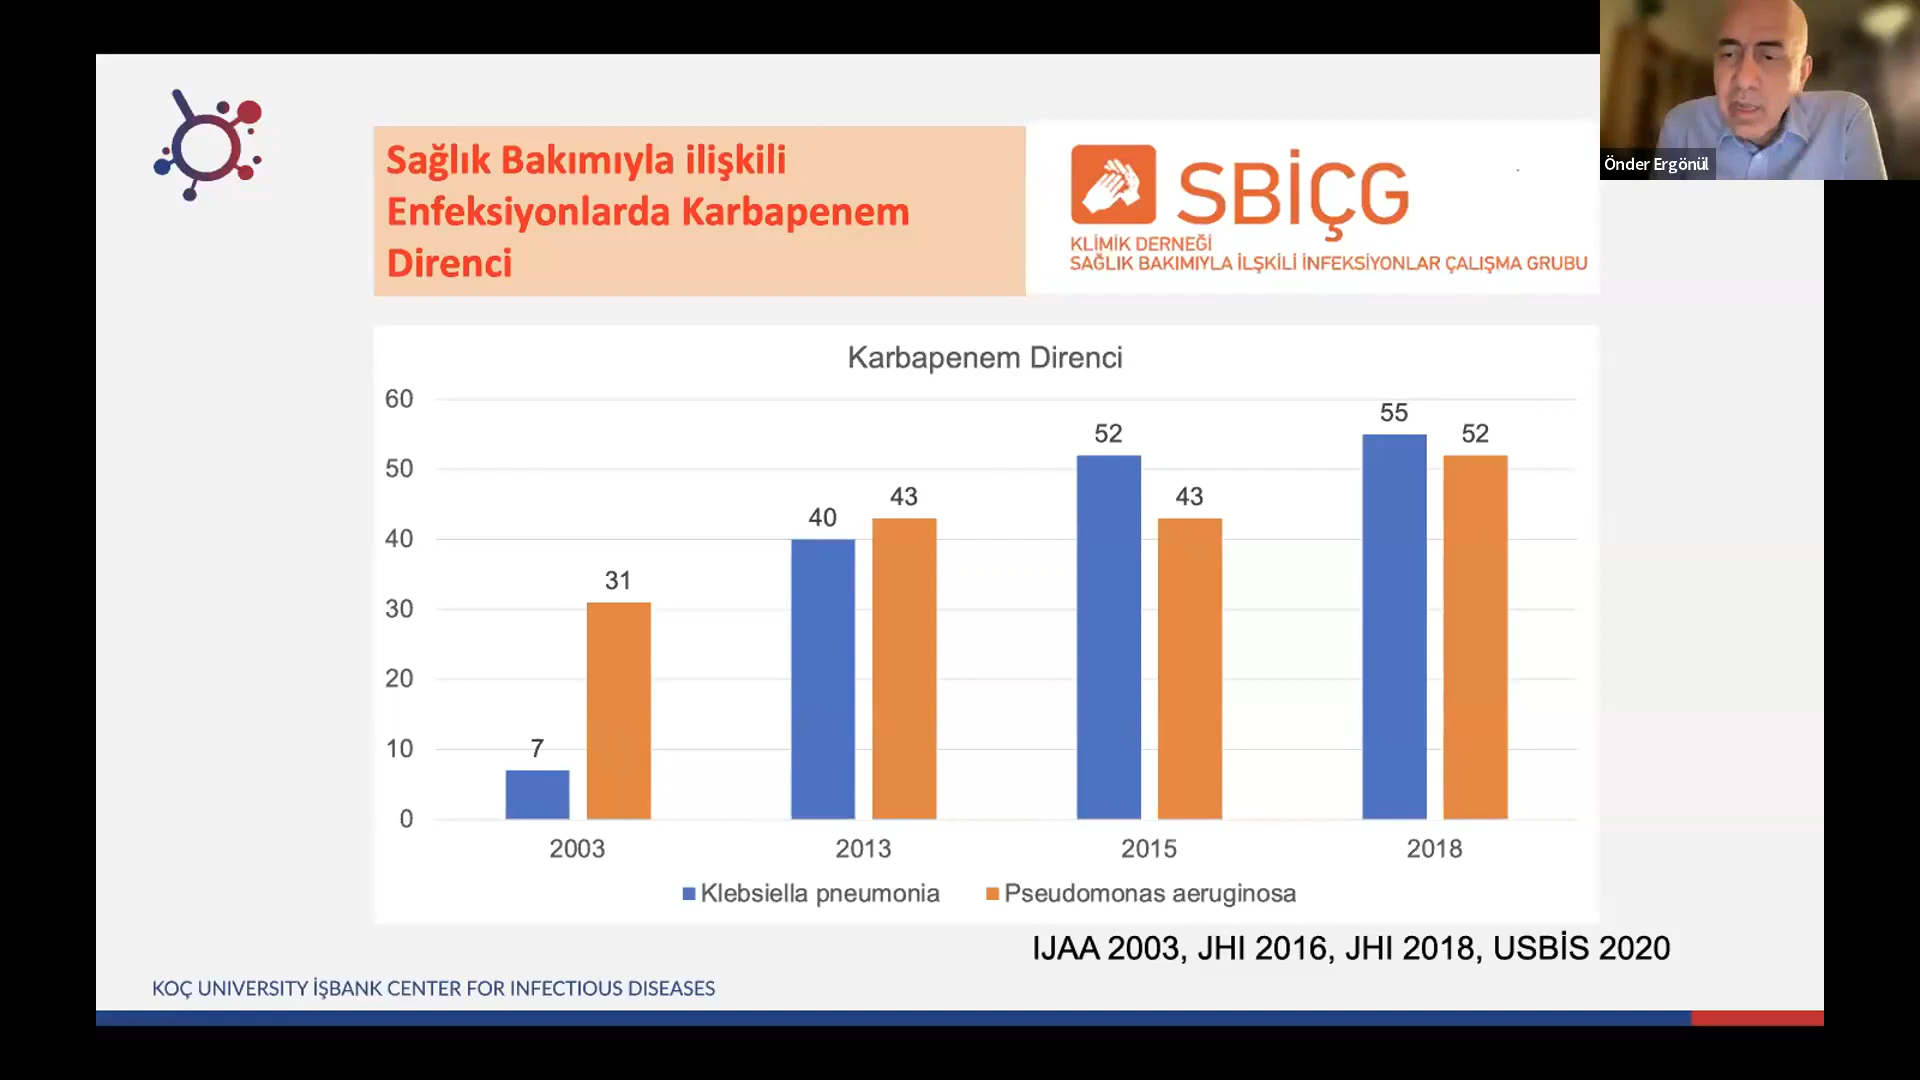 Önder Ergönül
Sağlık Bakımıyla ilişkili
Enfeksiyonlarda Karbapenem
Direnci
SBİÇG
KLİMİK DERNEĞİ
SAĞLIK BAKIMIYLA İLŞKİLİ İNFEKSİYONLAR ÇALIŞMA GRUBU
Karbapenem Direnci
60
50
40
30
20
10
0
7
31
40
43
52
43
55
52
2003
2013
2015
2018
Klebsiella pneumonia
Pseudomonas aeruginosa
IJAA 2003, JHI 2016, JHI 2018, USBİS 2020
KOÇ UNIVERSITY İŞBANK CENTER FOR INFECTIOUS DISEASES